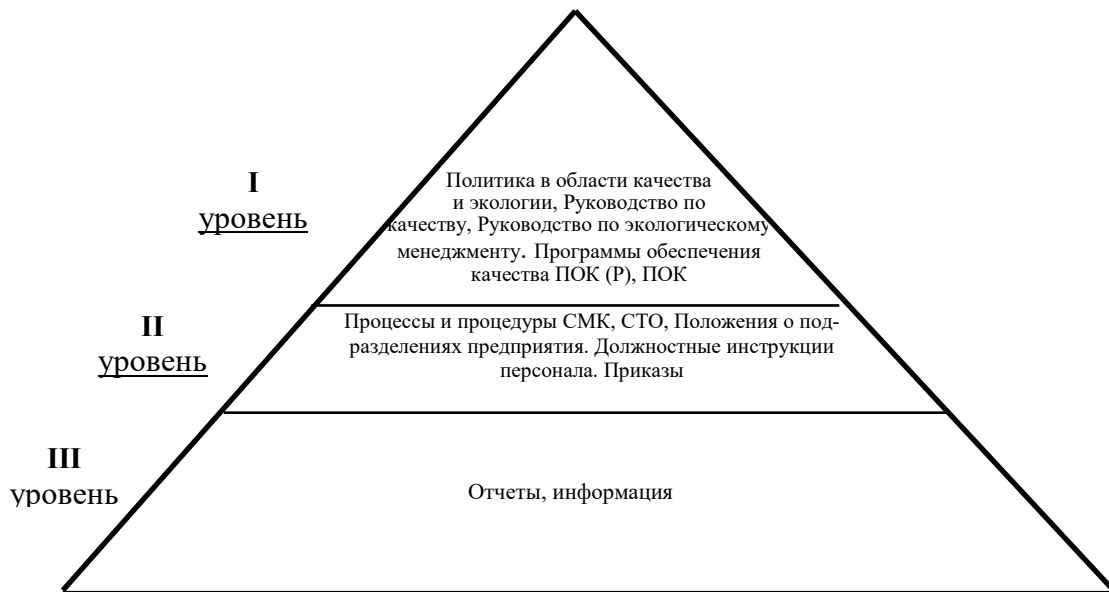 I
уровень
Политика в области качества
и экологии, Руководство по
качеству, Руководство по экологическому
менеджменту. Программы обеспечения
качества ПОК (Р), ПОК
II
уровень
Процессы и процедуры СМК, СТО, Положения о под-
разделениях предприятия. Должностные инструкции
персонала. Приказы
III
уровень
Отчеты, информация